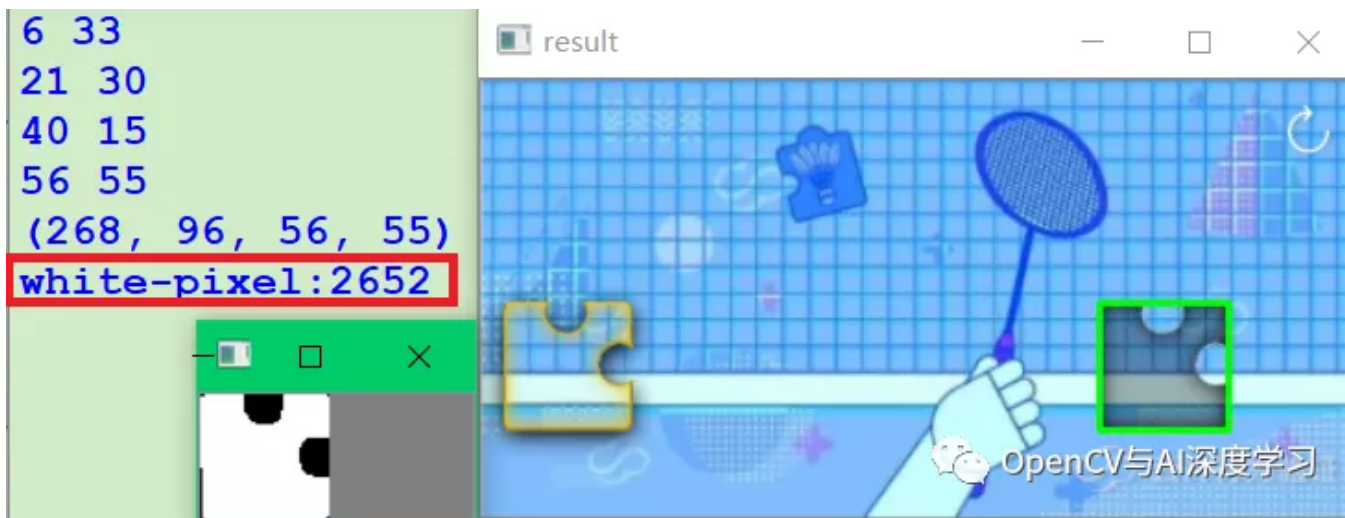 6 33
21 30
40 15
56 55
(268, 96, 56, 55)
white-pixel:2652
result
OpenCV与AI深度学习